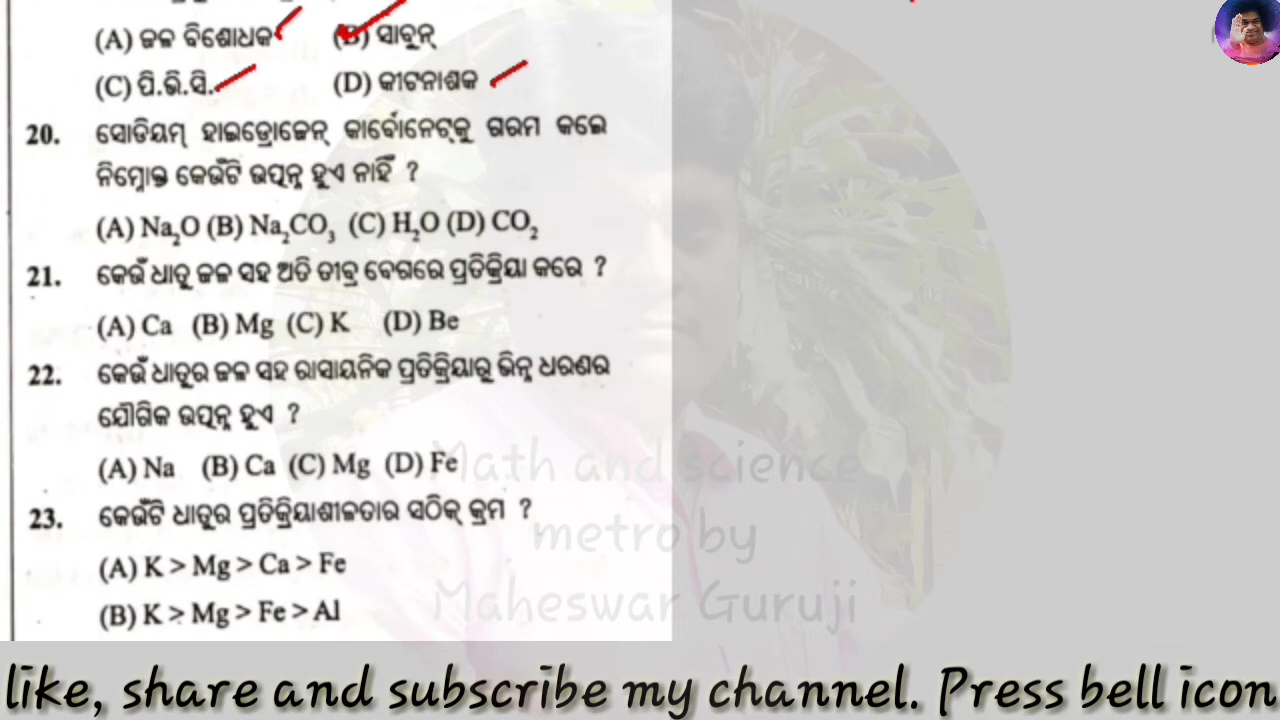 (A) ଜଳ ବିଶୋଧକ (B) ସାବୁନ୍
(C) ପି.ଭି.ସି. (D) କୀଟନାଶକ
20. ସୋଡିୟମ୍ ହାଇଡ୍ରୋଜେନ୍ କାର୍ବୋନେଟ୍‌କୁ ଗରମ କଲେ
ନିମ୍ନୋକ୍ତ କେଉଁଟି ଉତ୍ପନ୍ନ ହୁଏ ନାହିଁ ?
(A) Na₂O (B) Na₂CO₃ (C) H₂O (D) CO₂
21. କେଉଁ ଧାତୁ ଜଳ ସହ ଅତି ତୀବ୍ର ବେଗରେ ପ୍ରତିକ୍ରିୟା କରେ ?
(A) Ca (B) Mg (C) K (D) Be
22. କେଉଁ ଧାତୁର ଜଳ ସହ ରାସାୟନିକ ପ୍ରତିକ୍ରିୟାରୁ ଭିନ୍ନ ଧରଣର
ଯୌଗିକ ଉତ୍ପନ୍ନ ହୁଏ ?
(A) Na (B) Ca (C) Mg (D) Fe
23. କେଉଁଟି ଧାତୁର ପ୍ରତିକ୍ରିୟାଶୀଳତାର ସଠିକ୍ କ୍ରମ ?
(A) K > Mg > Ca > Fe
(B) K > Mg > Fe > Al
Math and science
metro by
Maheswar Guruji
like, share and subscribe my channel. Press bell icon